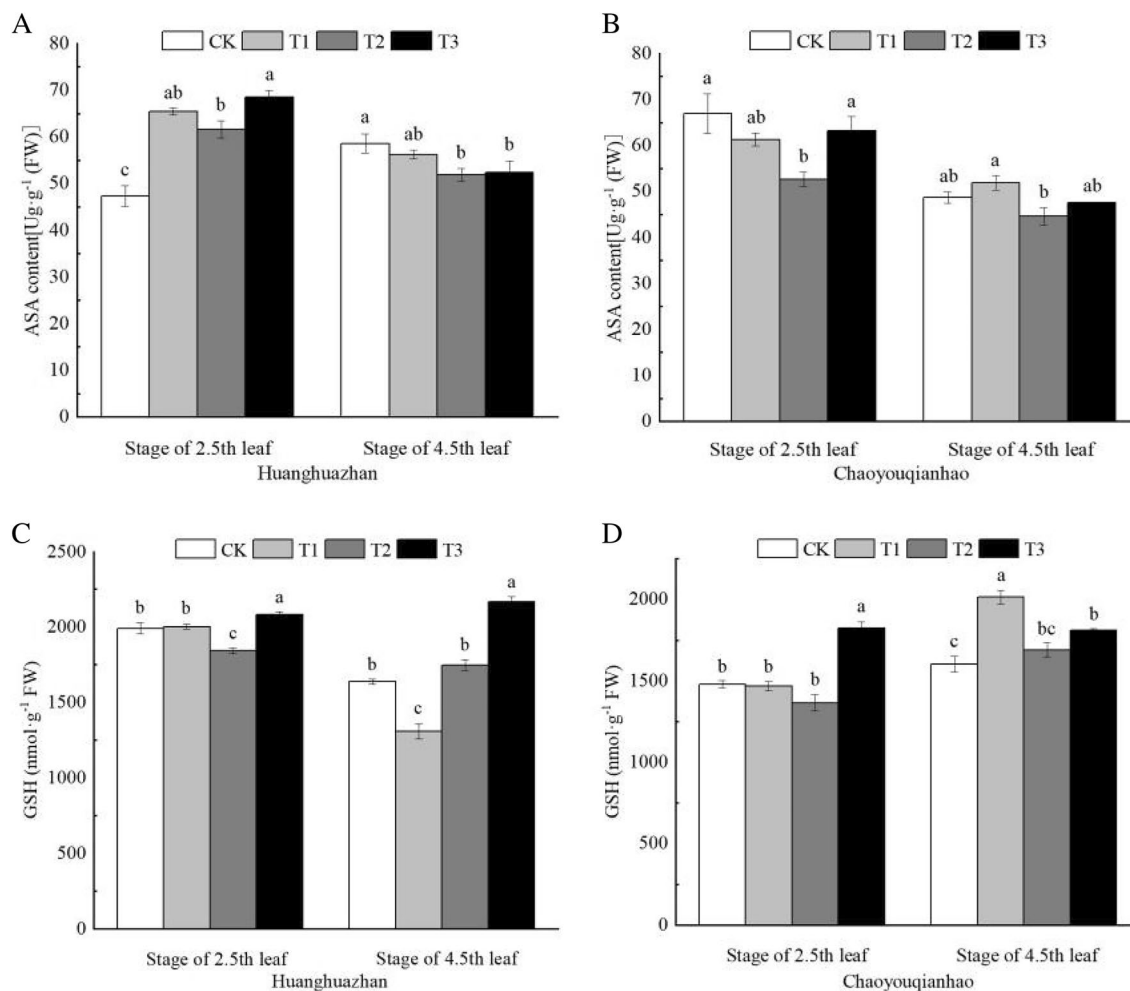 A
CK T1 T2 T3
80
70
60
50
40
30
20
10
0
ASA content[Ug·g⁻¹ (FW)]
c ab b a
a ab b b
Stage of 2.5th leaf Stage of 4.5th leaf
Huanghuazhan
B
CK T1 T2 T3
80
70
60
50
40
30
20
10
0
ASA content[Ug·g⁻¹ (FW)]
a ab b a
ab a b ab
Stage of 2.5th leaf Stage of 4.5th leaf
Chaoyouqianhao
C
CK T1 T2 T3
2500
2000
1500
1000
500
0
GSH (nmol·g⁻¹ FW)
b b c a
b c b a
Stage of 2.5th leaf Stage of 4.5th leaf
Huanghuazhan
D
CK T1 T2 T3
2000
1500
1000
500
0
GSH (nmol·g⁻¹ FW)
b b b a
c a bc b
Stage of 2.5th leaf Stage of 4.5th leaf
Chaoyouqianhao